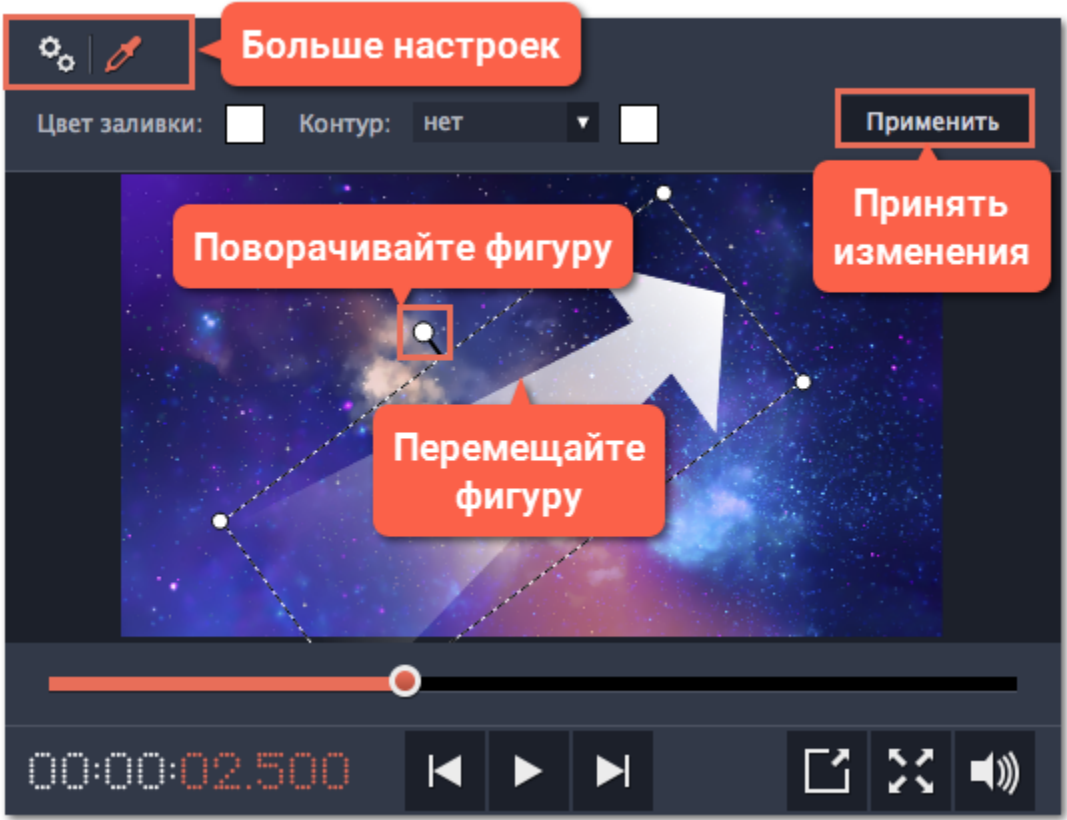 Больше настроек
Цвет заливки:
Контур:
нет
Применить
Принять
изменения
Поворачивайте фигуру
Перемещайте
фигуру
00:00:02.500